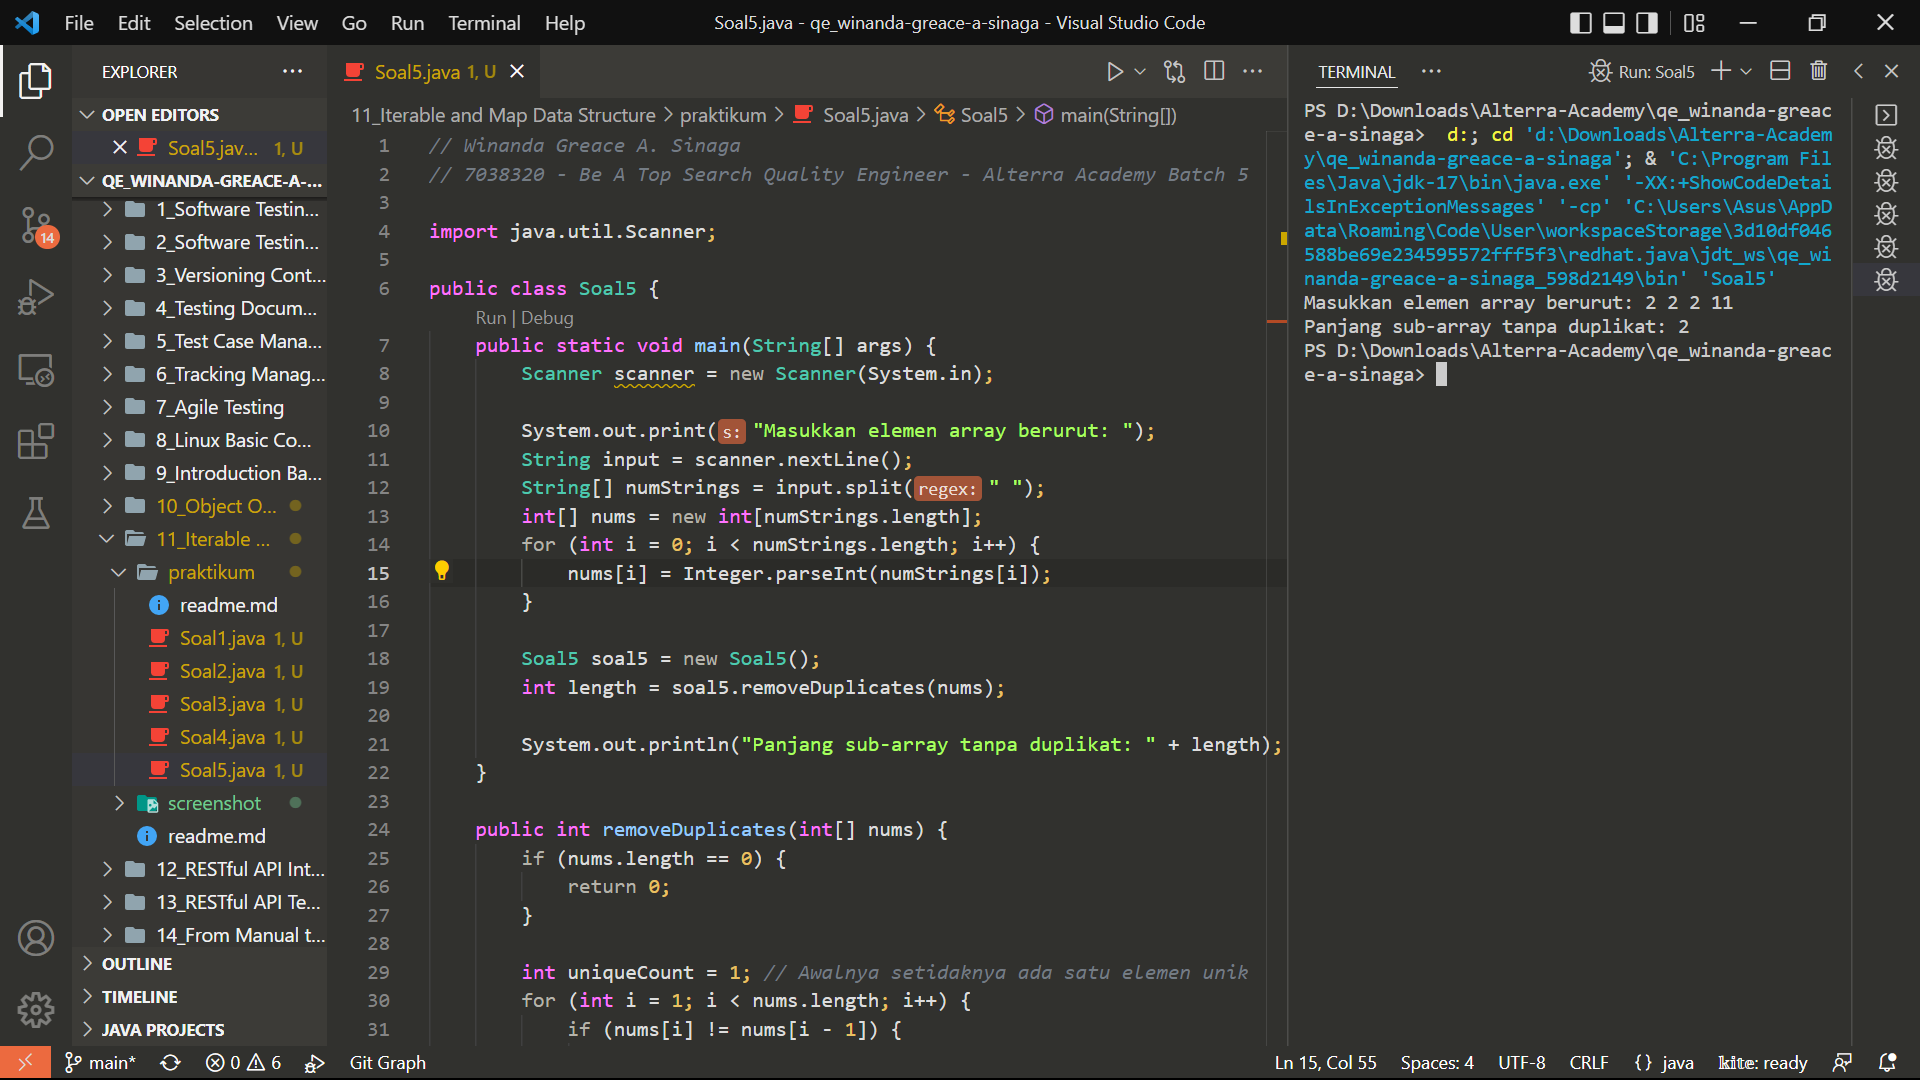 File Edit Selection View Go Run Terminal Help
Soal5.java - qe_winanda-greace-a-sinaga - Visual Studio Code
EXPLORER
OPEN EDITORS
Soal5.jav... 1, U
QE_WINANDA-GREACE-A-...
1_Software Testin...
2_Software Testin...
3_Versioning Cont...
4_Testing Docum...
5_Test Case Mana...
6_Tracking Manag...
7_Agile Testing
8_Linux Basic Co...
9_Introduction Ba...
10_Object O...
11_Iterable ...
praktikum
readme.md
Soal1.java 1, U
Soal2.java 1, U
Soal3.java 1, U
Soal4.java 1, U
Soal5.java 1, U
screenshot
readme.md
12_RESTful API Int...
13_RESTful API Te...
14_From Manual t...
OUTLINE
TIMELINE
JAVA PROJECTS
14
Soal5.java 1, U
11_Iterable and Map Data Structure > praktikum > Soal5.java > Soal5 > main(String[])
1 // Winanda Greace A. Sinaga
2 // 7038320 - Be A Top Search Quality Engineer - Alterra Academy Batch 5
3
4 import java.util.Scanner;
5
6 public class Soal5 {
Run | Debug
7 public static void main(String[] args) {
8 Scanner scanner = new Scanner(System.in);
9
10 System.out.print(s: "Masukkan elemen array berurut: ");
11 String input = scanner.nextLine();
12 String[] numStrings = input.split(regex: " ");
13 int[] nums = new int[numStrings.length];
14 for (int i = 0; i < numStrings.length; i++) {
15 nums[i] = Integer.parseInt(numStrings[i]);
16 }
17
18 Soal5 soal5 = new Soal5();
19 int length = soal5.removeDuplicates(nums);
20
21 System.out.println("Panjang sub-array tanpa duplikat: " + length);
22 }
23
24 public int removeDuplicates(int[] nums) {
25 if (nums.length == 0) {
26 return 0;
27 }
28
29 int uniqueCount = 1; // Awalnya setidaknya ada satu elemen unik
30 for (int i = 1; i < nums.length; i++) {
31 if (nums[i] != nums[i - 1]) {
TERMINAL
Run: Soal5
PS D:\Downloads\Alterra-Academy\qe_winanda-greac
e-a-sinaga>  d:; cd 'd:\Downloads\Alterra-Academ
y\qe_winanda-greace-a-sinaga'; & 'C:\Program Fil
es\Java\jdk-17\bin\java.exe' '-XX:+ShowCodeDetai
lsInExceptionMessages' '-cp' 'C:\Users\Asus\AppD
ata\Roaming\Code\User\workspaceStorage\3d10df046
588be69e234595572fff5f3\redhat.java\jdt_ws\qe_wi
nanda-greace-a-sinaga_598d2149\bin' 'Soal5'
Masukkan elemen array berurut: 2 2 2 11
Panjang sub-array tanpa duplikat: 2
PS D:\Downloads\Alterra-Academy\qe_winanda-greac
e-a-sinaga>
main* 0 6 Git Graph
Ln 15, Col 55 Spaces: 4 UTF-8 CRLF {} java kite: ready